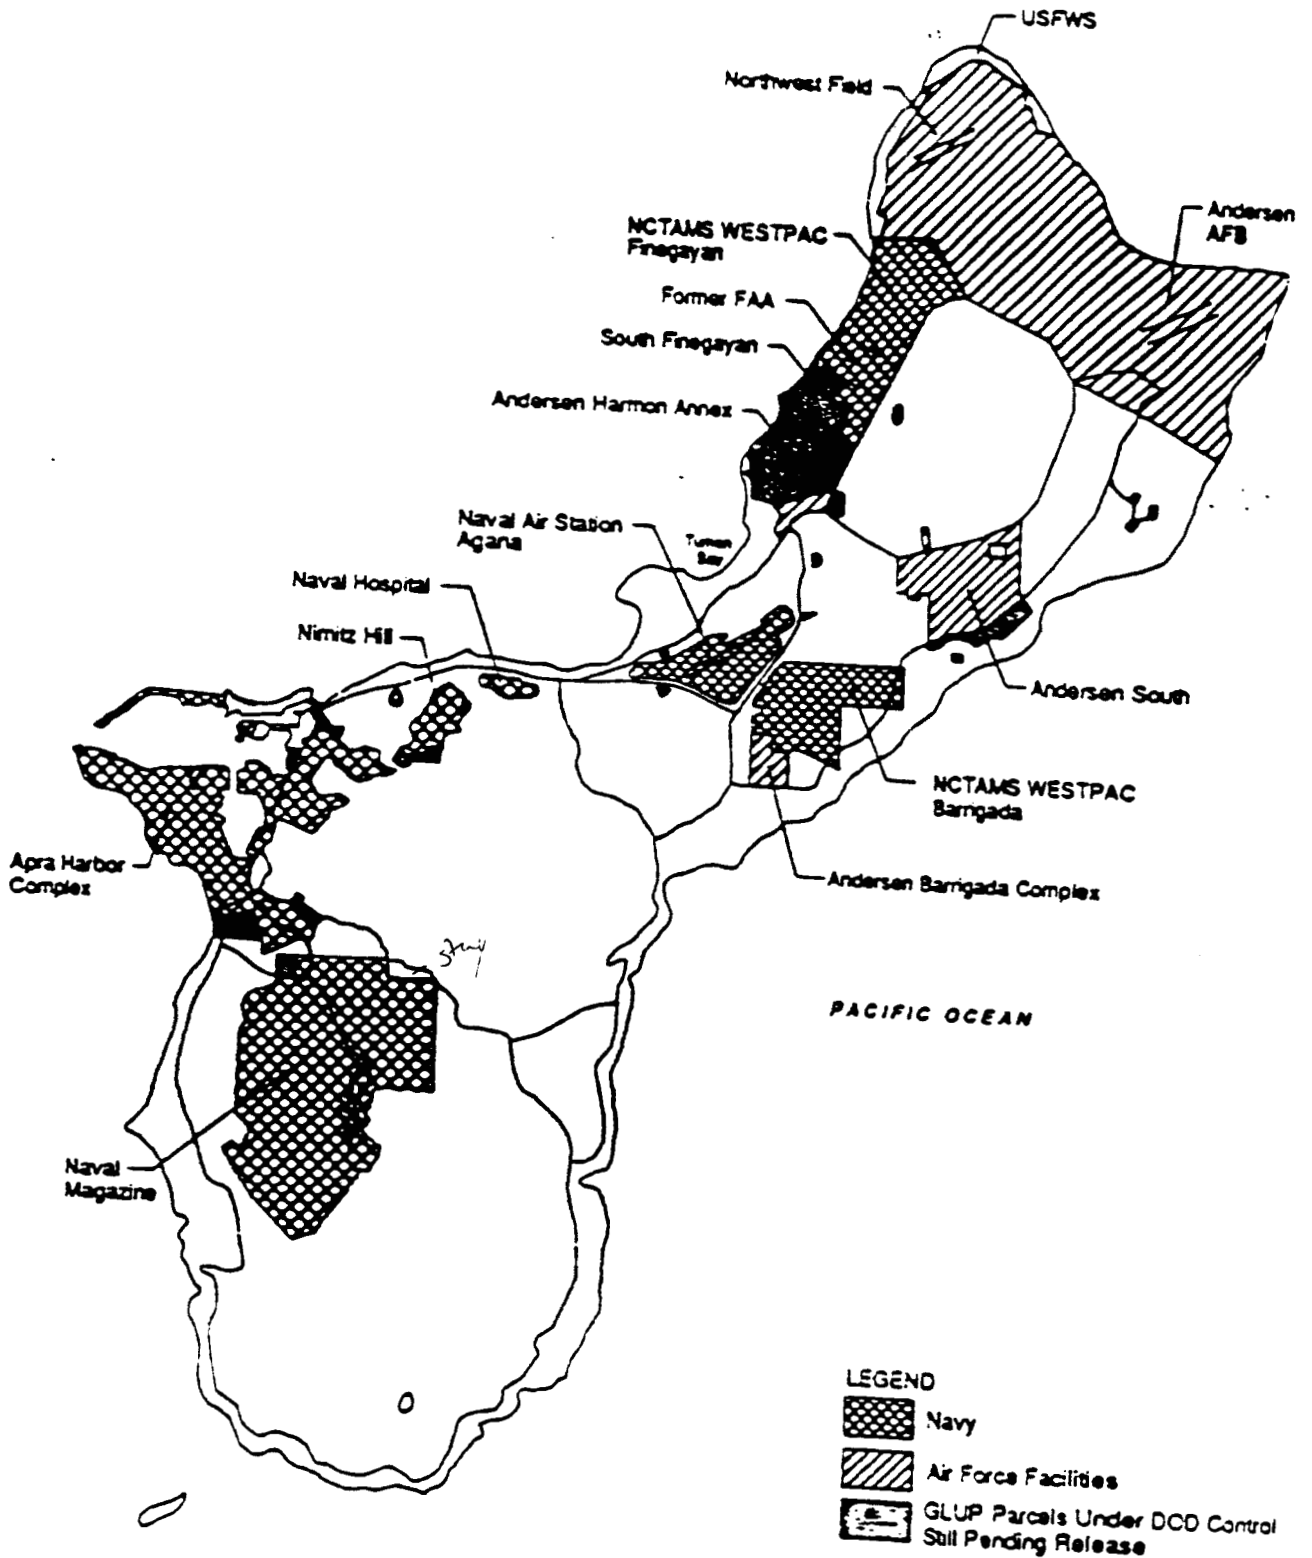 USFWS
Northwest Field
Andersen
AFB
NCTAMS WESTPAC
Finegayan
Former FAA
South Finegayan
Andersen Harmon Annex
Naval Air Station
Agana
Tumon
Bay
Naval Hospital
Nimitz Hill
Andersen South
NCTAMS WESTPAC
Barrigada
Apra Harbor
Complex
Andersen Barrigada Complex
PACIFIC OCEAN
Naval
Magazine
LEGEND
Navy
Air Force Facilities
GLUP Parcels Under DOD Control
Still Pending Release